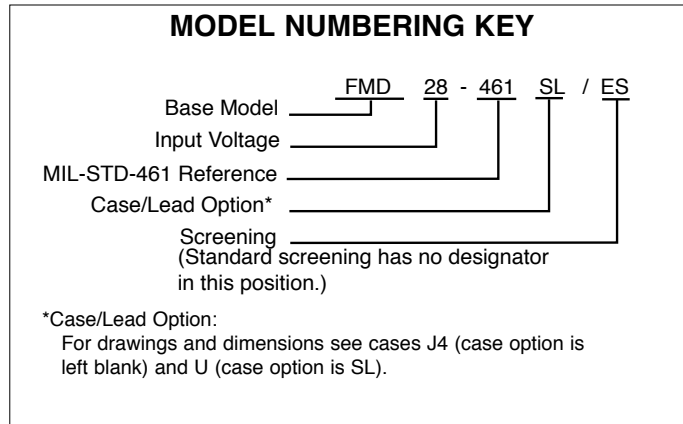 MODEL NUMBERING KEY
FMD 28 - 461 SL / ES
Base Model
Input Voltage
MIL-STD-461 Reference
Case/Lead Option*
Screening
(Standard screening has no designator
in this position.)
*Case/Lead Option:
For drawings and dimensions see cases J4 (case option is
left blank) and U (case option is SL).